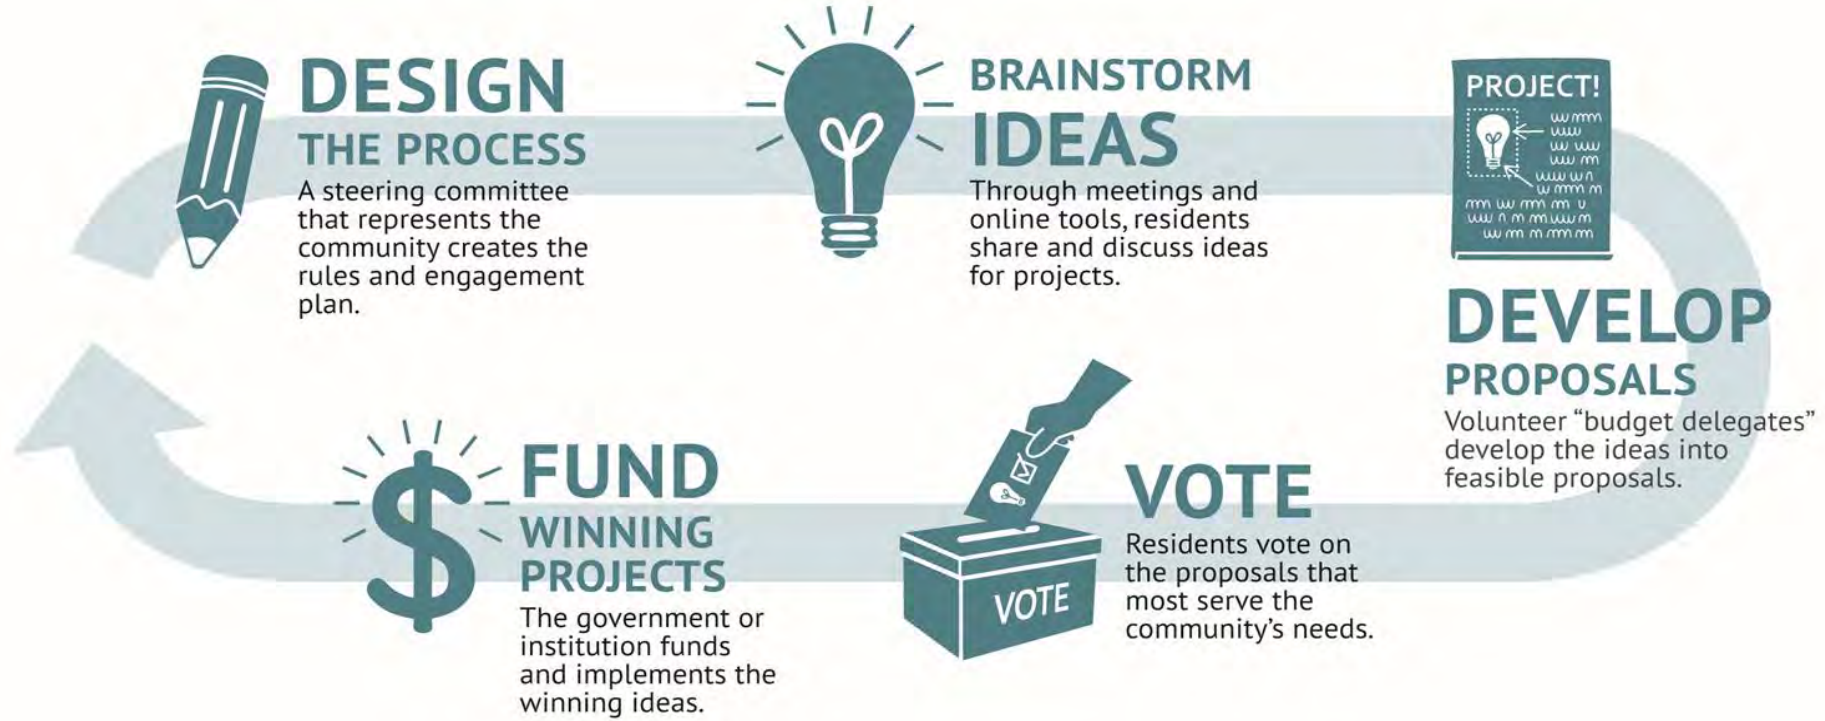 DESIGN
THE PROCESS
A steering committee
that represents the
community creates the
rules and engagement
plan.
BRAINSTORM
IDEAS
Through meetings and
online tools, residents
share and discuss ideas
for projects.
PROJECT!
DEVELOP
PROPOSALS
Volunteer “budget delegates”
develop the ideas into
feasible proposals.
VOTE
Residents vote on
the proposals that
most serve the
community’s needs.
VOTE
FUND
WINNING
PROJECTS
The government or
institution funds
and implements the
winning ideas.